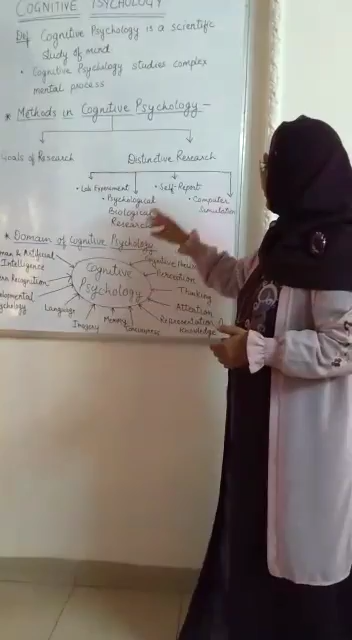 COGNITIVE PSYCHOLOGY
Def Cognitive Psychology is a scientific
study of mind
• Cognitive Psychology studies complex
mental process
* Methods in Cognitive Psychology -
Goals of Research
Distinctive Research
• Lab Experiment
• Self-Report
• Psychological
• Computer
Biological
Simulation
Research
* Domain of Cognitive Psychology
& Artificial
Intelligence
Cognitive
Perception
Recognition
Cognitive
Psychology
Thinking
Attention
Language
Representation
Knowledge
Imagery
Memory